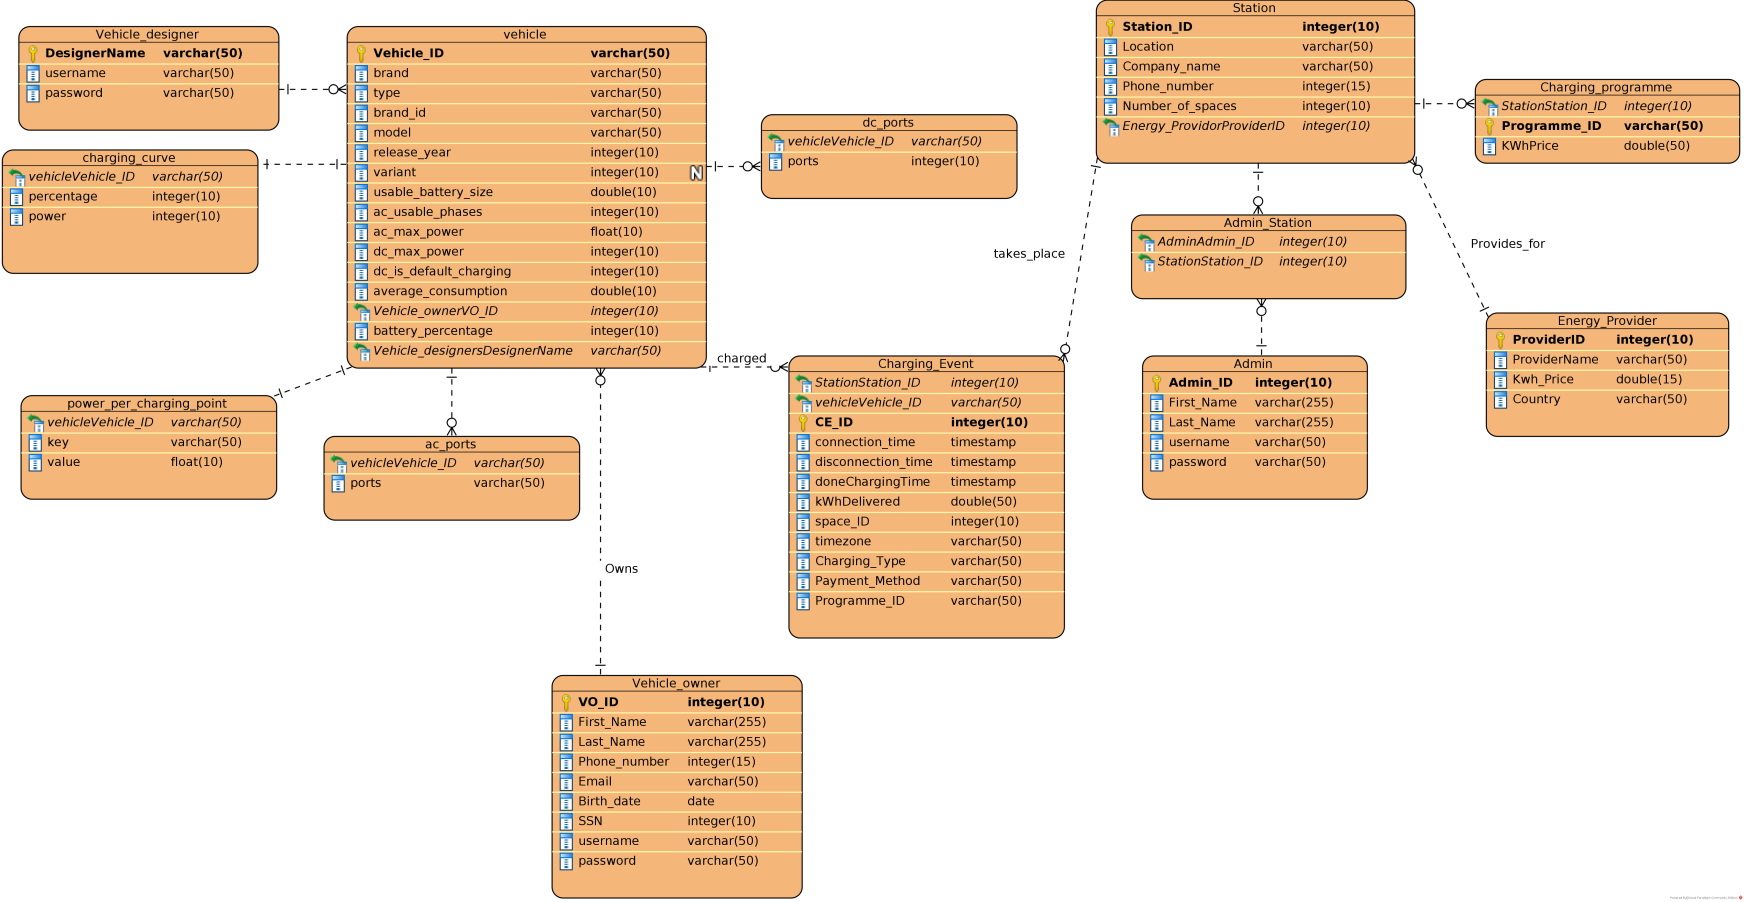 Vehicle_designer
DesignerName varchar(50)
username varchar(50)
password varchar(50)
charging_curve
vehicleVehicle_ID varchar(50)
percentage integer(10)
power integer(10)
vehicle
Vehicle_ID varchar(50)
brand varchar(50)
type varchar(50)
brand_id varchar(50)
model varchar(50)
release_year integer(10)
variant integer(10)
usable_battery_size double(10)
ac_usable_phases integer(10)
ac_max_power float(10)
dc_max_power integer(10)
dc_is_default_charging integer(10)
average_consumption double(10)
Vehicle_ownerVO_ID integer(10)
battery_percentage integer(10)
Vehicle_designersDesignerName varchar(50)
N
dc_ports
vehicleVehicle_ID varchar(50)
ports integer(10)
Station
Station_ID integer(10)
Location varchar(50)
Company_name varchar(50)
Phone_number integer(15)
Number_of_spaces integer(10)
Energy_ProvidorProviderID integer(10)
Charging_programme
StationStation_ID integer(10)
Programme_ID varchar(50)
KWhPrice double(50)
takes_place
Admin_Station
AdminAdmin_ID integer(10)
StationStation_ID integer(10)
Provides_for
Energy_Provider
ProviderID integer(10)
ProviderName varchar(50)
Kwh_Price double(15)
Country varchar(50)
Admin
Admin_ID integer(10)
First_Name varchar(255)
Last_Name varchar(255)
username varchar(50)
password varchar(50)
charged
Charging_Event
StationStation_ID integer(10)
vehicleVehicle_ID varchar(50)
CE_ID integer(10)
connection_time timestamp
disconnection_time timestamp
doneChargingTime timestamp
kWhDelivered double(50)
space_ID integer(10)
timezone varchar(50)
Charging_Type varchar(50)
Payment_Method varchar(50)
Programme_ID varchar(50)
power_per_charging_point
vehicleVehicle_ID varchar(50)
key varchar(50)
value float(10)
ac_ports
vehicleVehicle_ID varchar(50)
ports varchar(50)
Owns
Vehicle_owner
VO_ID integer(10)
First_Name varchar(255)
Last_Name varchar(255)
Phone_number integer(15)
Email varchar(50)
Birth_date date
SSN integer(10)
username varchar(50)
password varchar(50)